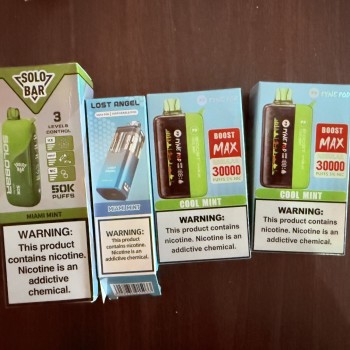 SOLO
BAR
3
LEVELS
CONTROL
SOLOBAR
50K
PUFFS
MIAMI MINT
WARNING:
This product
contains nicotine.
Nicotine is an
addictive
chemical.
LOST ANGEL
MIAMI MINT
WARNING:
This product
contains nicotine.
Nicotine is an
addictive chemical.
BOOST
MAX
30000
COOL MINT
WARNING:
This product contains
nicotine. Nicotine is an
addictive chemical.
BOOST
MAX
30000
COOL MINT
WARNING:
This product contains
nicotine. Nicotine is an
addictive chemical.